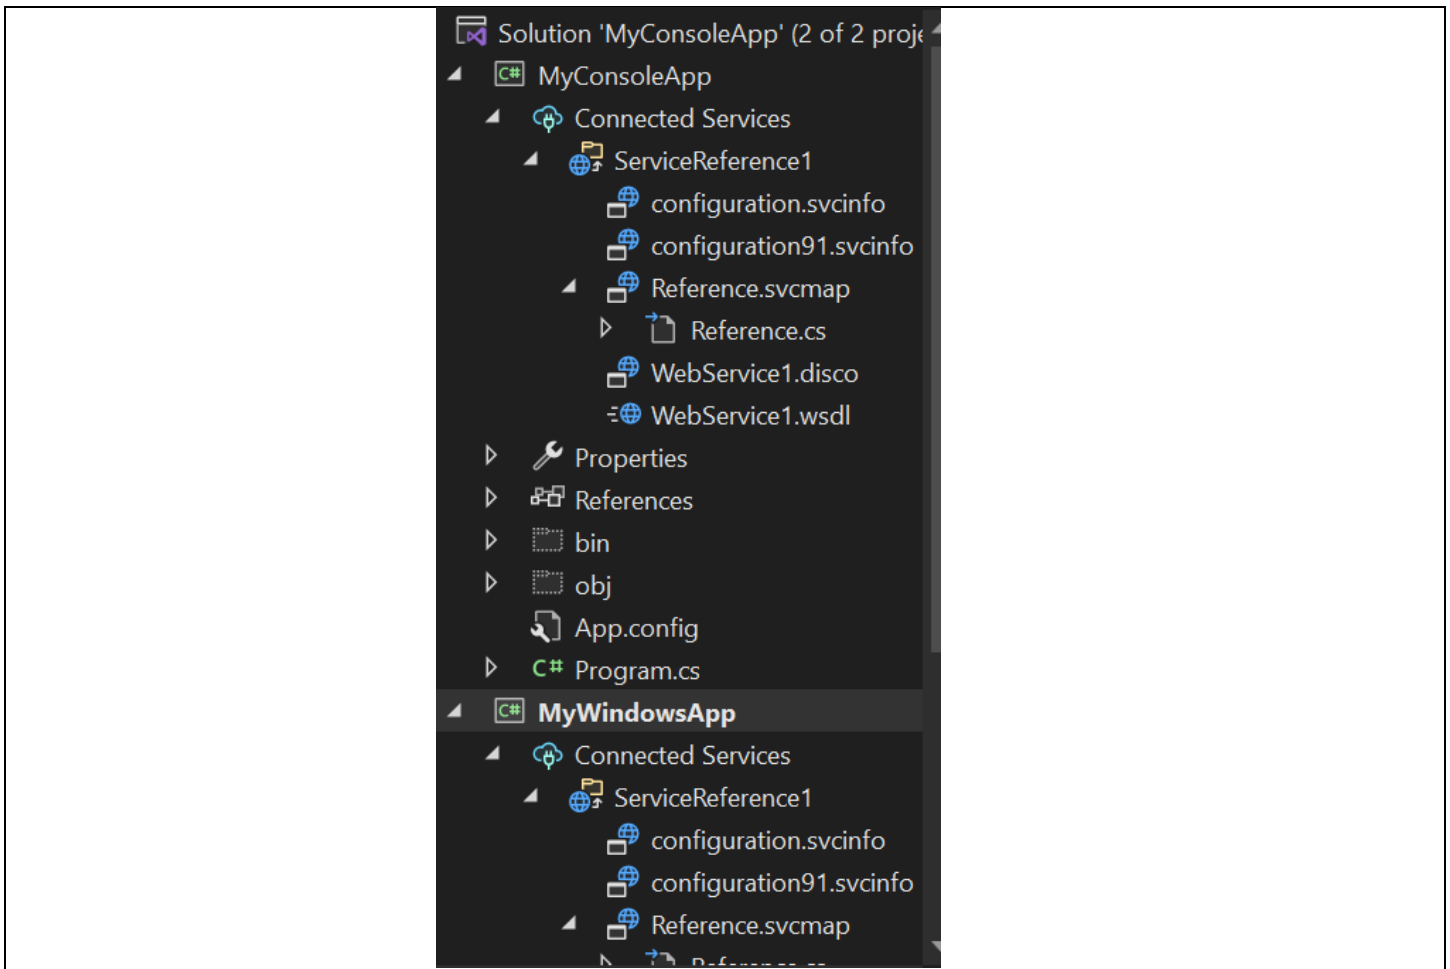 Solution 'MyConsoleApp' (2 of 2 proje
C# MyConsoleApp
Connected Services
ServiceReference1
configuration.svcinfo
configuration91.svcinfo
Reference.svcmap
Reference.cs
WebService1.disco
WebService1.wsdl
Properties
References
bin
obj
App.config
C# Program.cs
C# MyWindowsApp
Connected Services
ServiceReference1
configuration.svcinfo
configuration91.svcinfo
Reference.svcmap